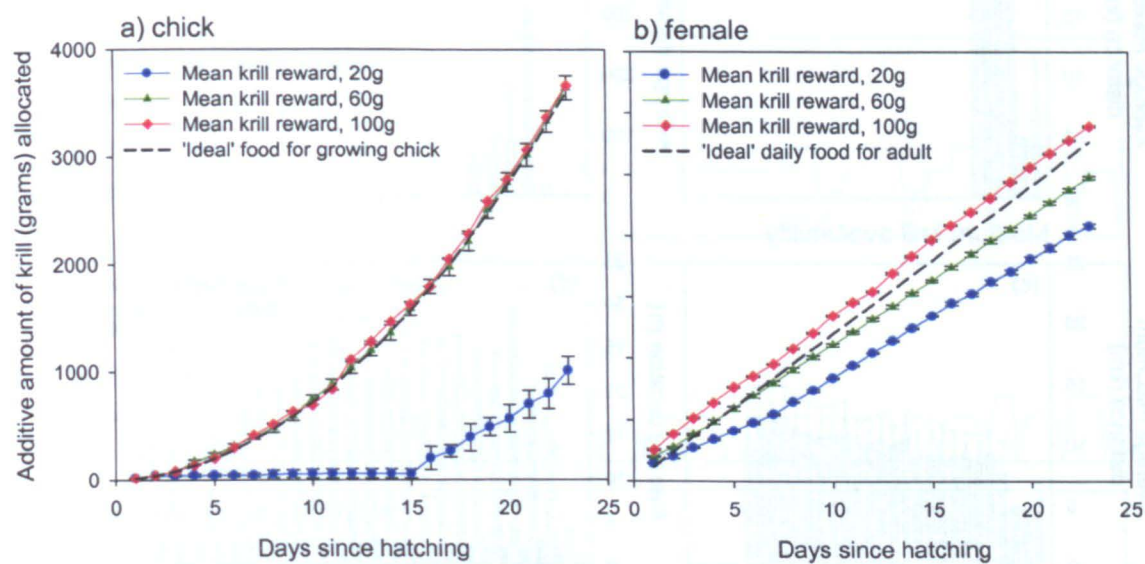 a) chick
4000
3000
2000
1000
0
Additive amount of krill (grams) allocated
Mean krill reward, 20g
Mean krill reward, 60g
Mean krill reward, 100g
'Ideal' food for growing chick
0 5 10 15 20 25
Days since hatching
b) female
Mean krill reward, 20g
Mean krill reward, 60g
Mean krill reward, 100g
'Ideal' daily food for adult
5 10 15 20 25
Days since hatching